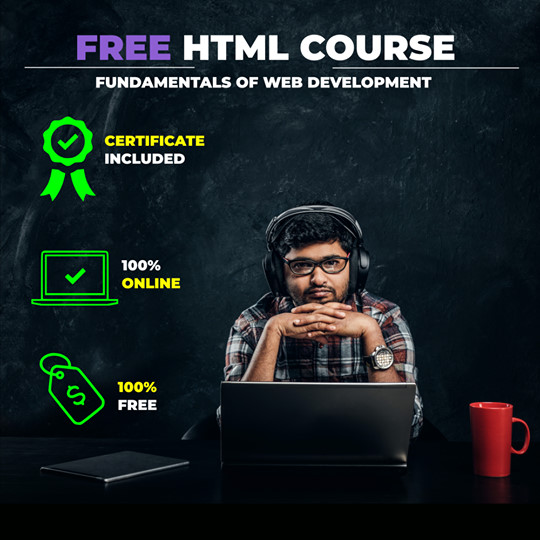 FREE HTML COURSE
FUNDAMENTALS OF WEB DEVELOPMENT
CERTIFICATE
INCLUDED
100%
ONLINE
$
100%
FREE